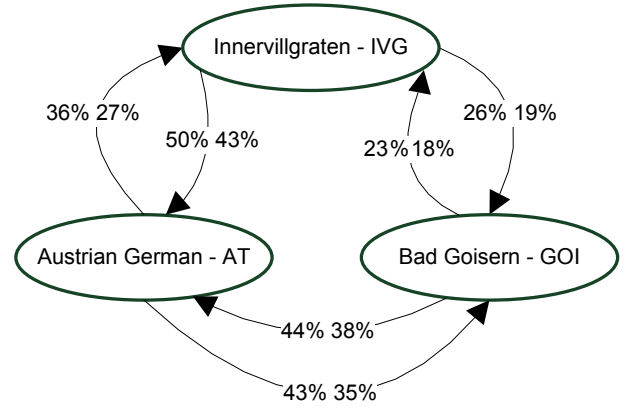 Innervillgraten - IVG
36% 27%
50% 43%
23% 18%
26% 19%
Austrian German - AT
Bad Goisern - GOI
44% 38%
43% 35%